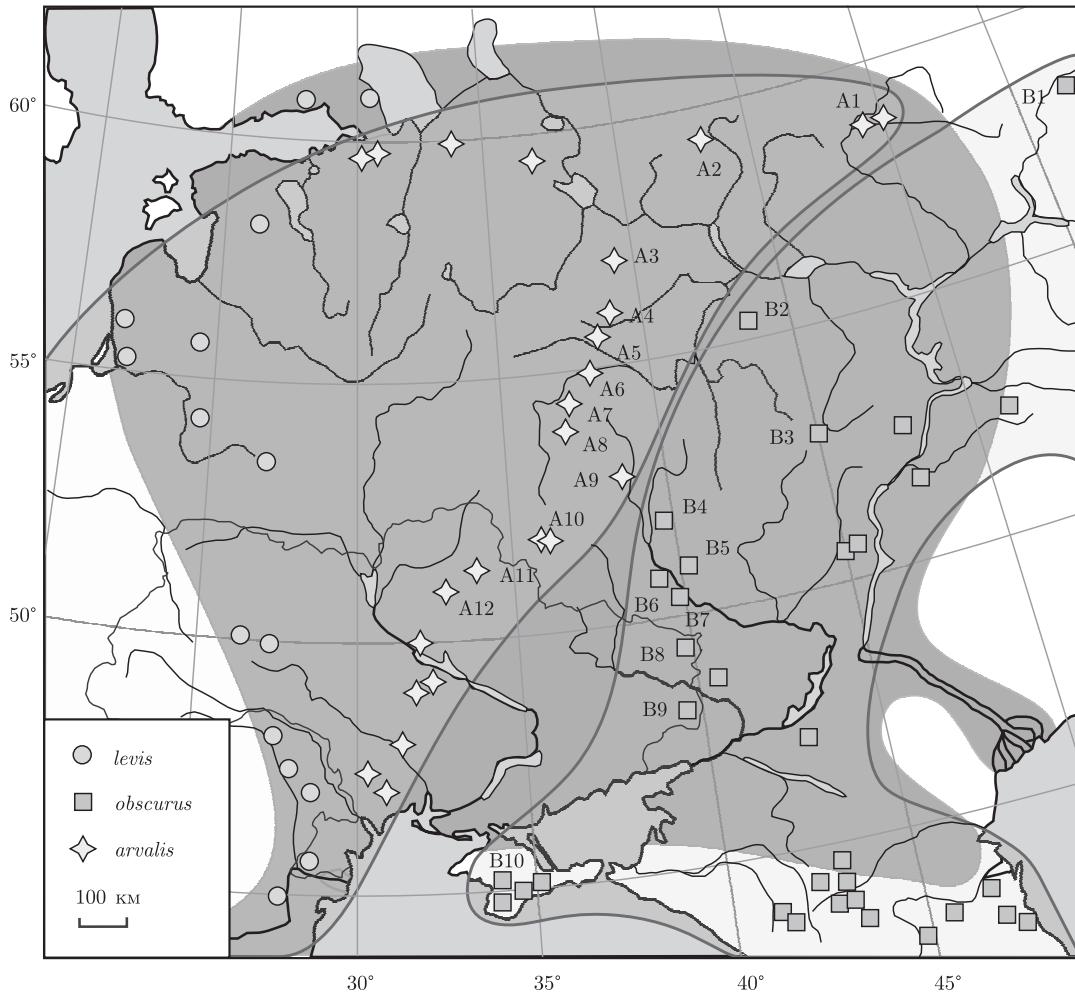 60°
55°
50°
A1
B1
A2
A3
A4
B2
A5
A6
A7
A8
B3
A9
A10
B4
B5
A11
A12
B6
B7
B8
B9
B10
levis
obscurus
arvalis
100 км
30°
35°
40°
45°